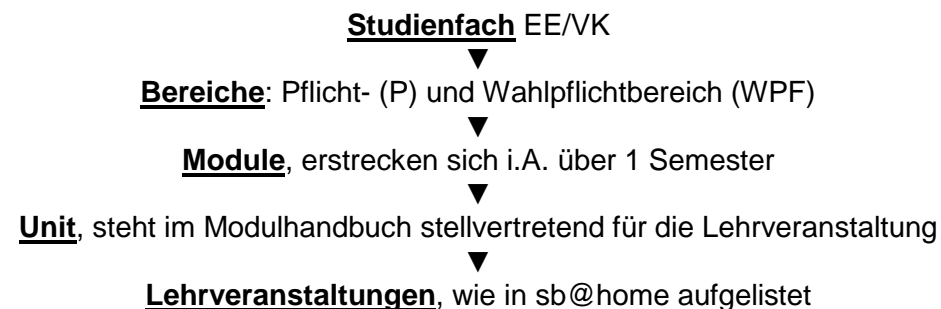 Studienfach EE/VK
▼
Bereiche: Pflicht- (P) und Wahlpflichtbereich (WPF)
▼
Module, erstrecken sich i.A. über 1 Semester
▼
Unit, steht im Modulhandbuch stellvertretend für die Lehrveranstaltung
▼
Lehrveranstaltungen, wie in sb@home aufgelistet